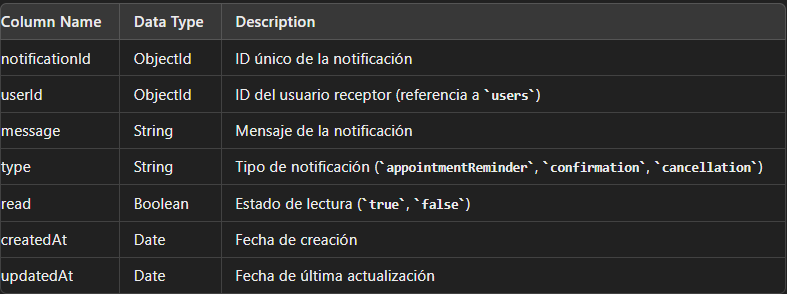 Column Name Data Type Description
notificationId ObjectId ID único de la notificación
userId ObjectId ID del usuario receptor (referencia a `users`)
message String Mensaje de la notificación
type String Tipo de notificación (`appointmentReminder`, `confirmation`, `cancellation`)
read Boolean Estado de lectura (`true`, `false`)
createdAt Date Fecha de creación
updatedAt Date Fecha de última actualización